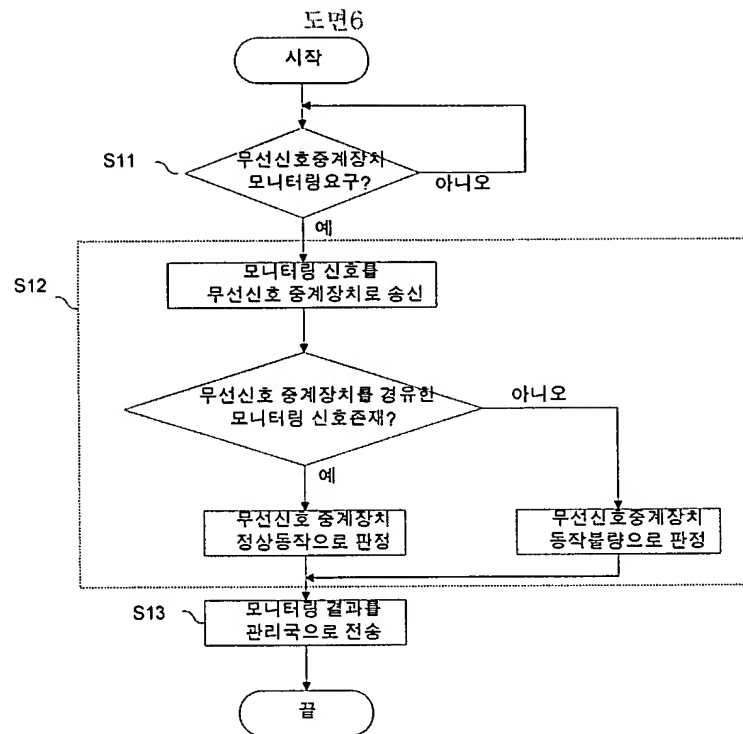 도면6
시작
S11
무선신호중계장치
모니터링요구?
아니오
예
S12
모니터링 신호를
무선신호 중계장치로 송신
무선신호 중계장치를 경유한
모니터링 신호존재?
아니오
예
무선신호 중계장치
정상동작으로 판정
무선신호중계장치
동작불량으로 판정
S13
모니터링 결과를
관리국으로 전송
끝